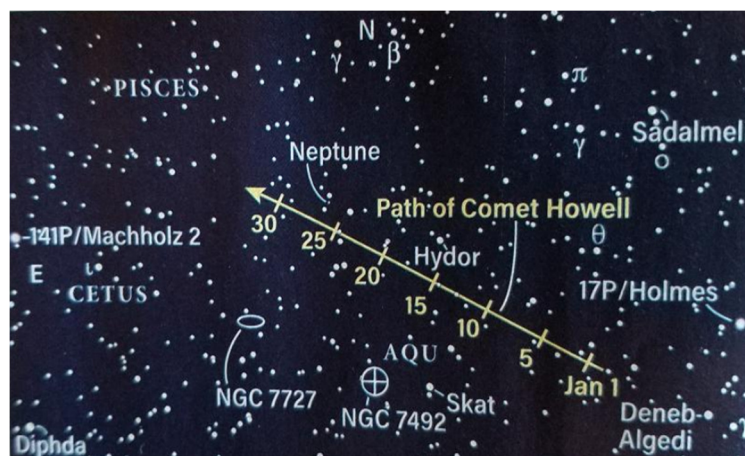 N
γ
β
π
PISCES
Sadalmel
γ
ο
Neptune
Path of Comet Howell
30
θ
25
141P/Machholz 2
Hydor
20
E
ι
CETUS
15
17P/Holmes
10
AQU
5
Jan 1
NGC 7727
Skat
NGC 7492
Deneb
Algedi
Diphda